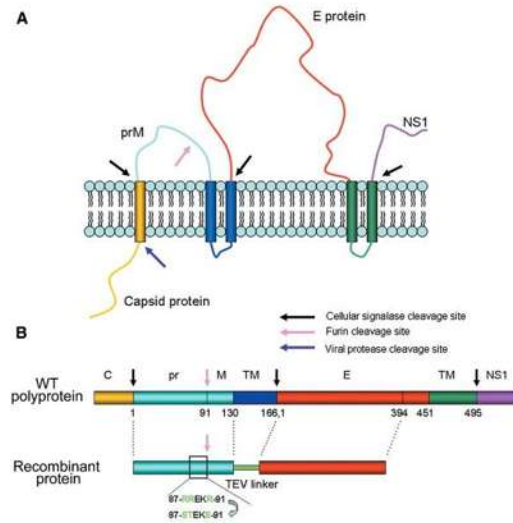 A
E protein
prM
NS1
Capsid protein
Cellular signalase cleavage site
Furin cleavage site
Viral protease cleavage site
B
C pr M TM E TM NS1
WT polyprotein
1 91 130 166,1 394 451 495
Recombinant protein
TEV linker
87-RREKR-91
87-STEKS-91